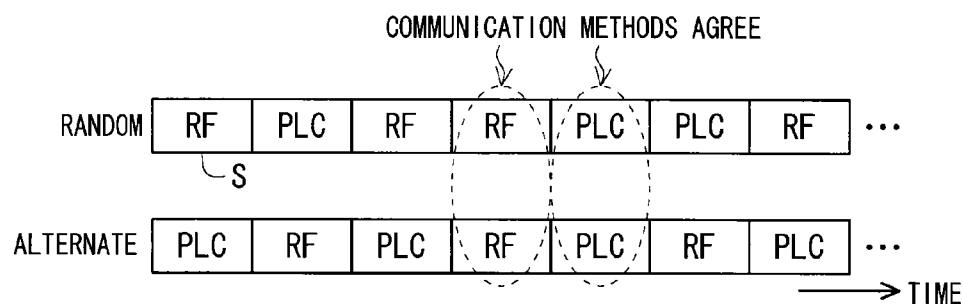 COMMUNICATION METHODS AGREE
RANDOM RF PLC RF RF PLC PLC RF ...
S
ALTERNATE PLC RF PLC RF PLC RF PLC ...
TIME